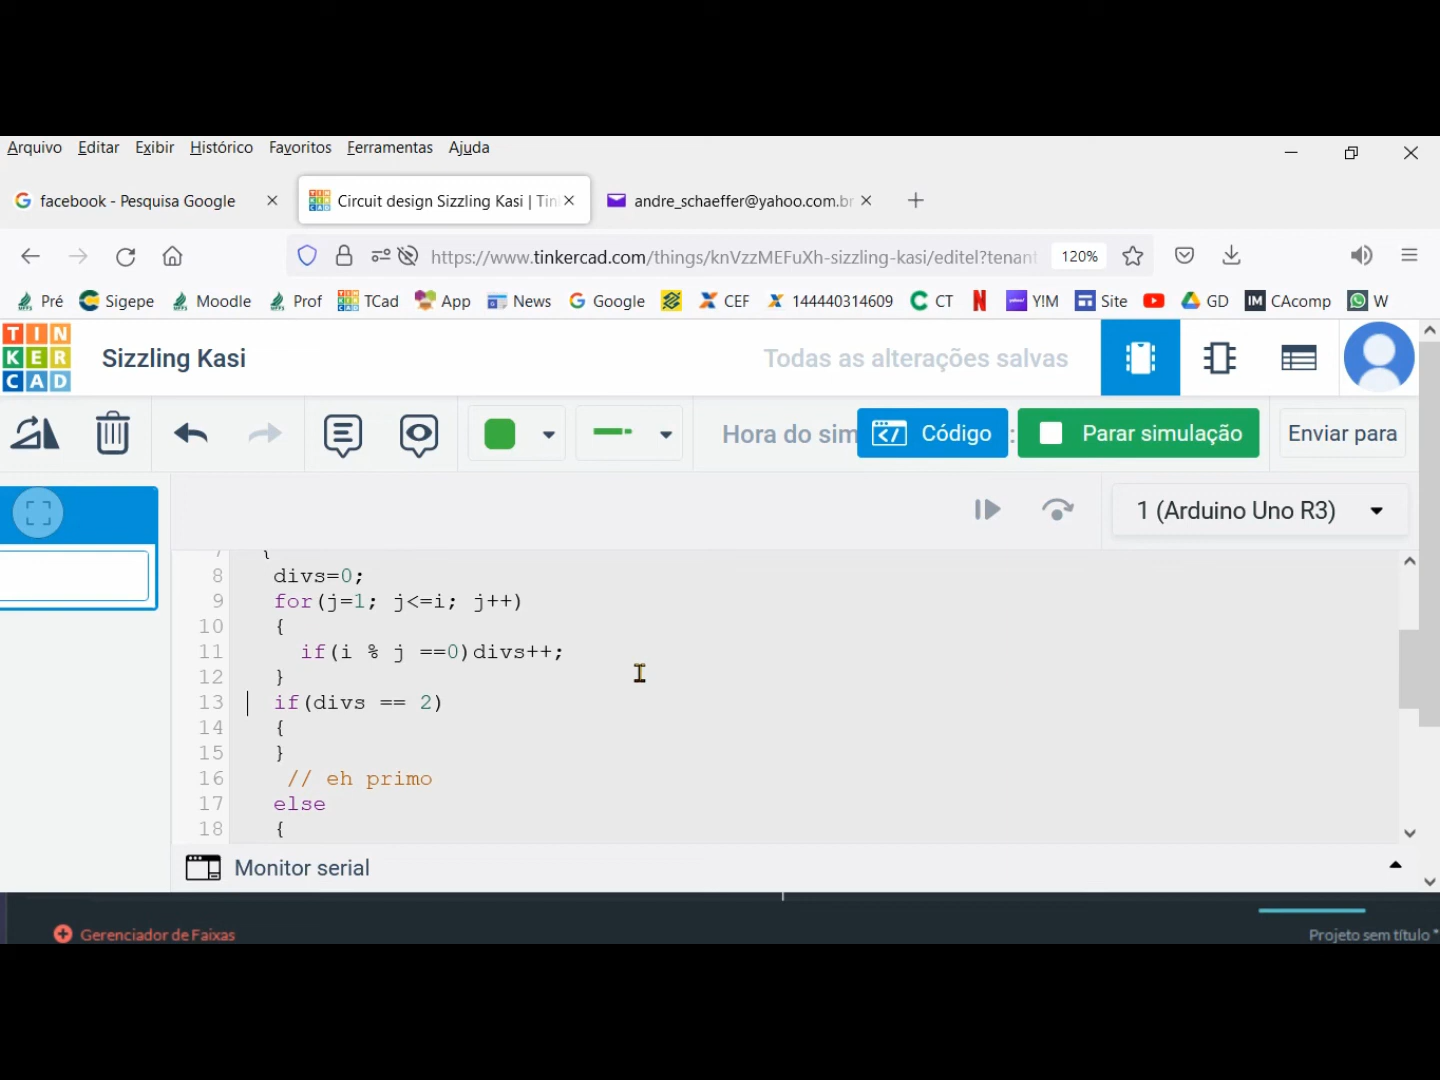 Arquivo Editar Exibir Histórico Favoritos Ferramentas Ajuda
facebook - Pesquisa Google
Circuit design Sizzling Kasi | Tin
andre_schaeffer@yahoo.com.br
https://www.tinkercad.com/things/knVzzMEFuXh-sizzling-kasi/editel?tenant
120%
Pré Sigepe Moodle Prof TCad App News Google CEF 144440314609 CT Y!M Site GD CAcomp W
TINKERCAD
Sizzling Kasi
Todas as alterações salvas
Hora do sim
Código
:
Parar simulação
Enviar para
1 (Arduino Uno R3)
7 {
8 divs=0;
9 for(j=1; j<=i; j++)
10 {
11 if(i % j ==0)divs++;
12 }
13 if(divs == 2)
14 {
15 }
16 // eh primo
17 else
18 {
Monitor serial
Gerenciador de Faixas
Projeto sem título *